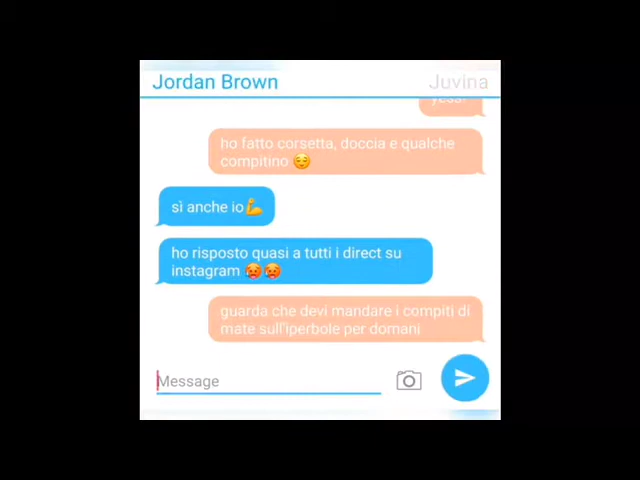 Jordan Brown
Juvina
yess!
ho fatto corsetta, doccia e qualche
compitino 😌
sì anche io💪
ho risposto quasi a tutti i direct su
instagram 🥵🥵
guarda che devi mandare i compiti di
mate sull'iperbole per domani
Message